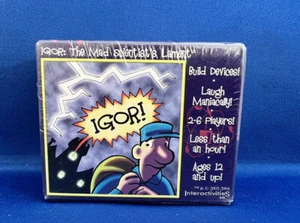 IGOR: The Mad Scientist's Lament
Build Devices!
Laugh
Maniacally!
2-6 Players!
Less than
an hour!
Ages 12
and up!
IGOR!
Interactivities